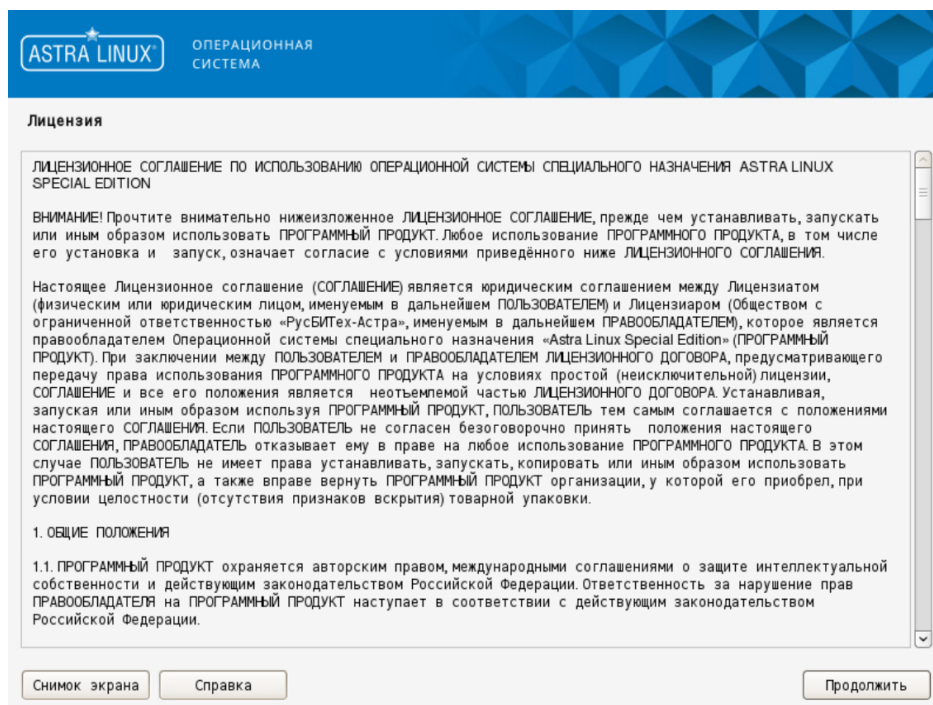 ASTRA LINUX®
ОПЕРАЦИОННАЯ
СИСТЕМА
Лицензия
ЛИЦЕНЗИОННОЕ СОГЛАШЕНИЕ ПО ИСПОЛЬЗОВАНИЮ ОПЕРАЦИОННОЙ СИСТЕМЫ СПЕЦИАЛЬНОГО НАЗНАЧЕНИЯ ASTRA LINUX
SPECIAL EDITION
ВНИМАНИЕ! Прочтите внимательно нижеизложенное ЛИЦЕНЗИОННОЕ СОГЛАШЕНИЕ, прежде чем устанавливать, запускать
или иным образом использовать ПРОГРАММНЫЙ ПРОДУКТ. Любое использование ПРОГРАММНОГО ПРОДУКТА, в том числе
его установка и запуск, означает согласие с условиями приведённого ниже ЛИЦЕНЗИОННОГО СОГЛАШЕНИЯ.
Настоящее Лицензионное соглашение (СОГЛАШЕНИЕ) является юридическим соглашением между Лицензиатом
(физическим или юридическим лицом, именуемым в дальнейшем ПОЛЬЗОВАТЕЛЕМ) и Лицензиаром (Обществом с
ограниченной ответственностью «РусБИТех-Астра», именуемым в дальнейшем ПРАВООБЛАДАТЕЛЕМ), которое является
правообладателем Операционной системы специального назначения «Astra Linux Special Edition» (ПРОГРАММНЫЙ
ПРОДУКТ). При заключении между ПОЛЬЗОВАТЕЛЕМ и ПРАВООБЛАДАТЕЛЕМ ЛИЦЕНЗИОННОГО ДОГОВОРА, предусматривающего
передачу права использования ПРОГРАММНОГО ПРОДУКТА на условиях простой (неисключительной) лицензии,
СОГЛАШЕНИЕ и все его положения является неотъемлемой частью ЛИЦЕНЗИОННОГО ДОГОВОРА. Устанавливая,
запуская или иным образом используя ПРОГРАММНЫЙ ПРОДУКТ, ПОЛЬЗОВАТЕЛЬ тем самым соглашается с положениями
настоящего СОГЛАШЕНИЯ. Если ПОЛЬЗОВАТЕЛЬ не согласен безоговорочно принять положения настоящего
СОГЛАШЕНИЯ, ПРАВООБЛАДАТЕЛЬ отказывает ему в праве на любое использование ПРОГРАММНОГО ПРОДУКТА. В этом
случае ПОЛЬЗОВАТЕЛЬ не имеет права устанавливать, запускать, копировать или иным образом использовать
ПРОГРАММНЫЙ ПРОДУКТ, а также вправе вернуть ПРОГРАММНЫЙ ПРОДУКТ организации, у которой его приобрел, при
условии целостности (отсутствия признаков вскрытия) товарной упаковки.
1. ОБЩИЕ ПОЛОЖЕНИЯ
1.1. ПРОГРАММНЫЙ ПРОДУКТ охраняется авторским правом, международными соглашениями о защите интеллектуальной
собственности и действующим законодательством Российской Федерации. Ответственность за нарушение прав
ПРАВООБЛАДАТЕЛЯ на ПРОГРАММНЫЙ ПРОДУКТ наступает в соответствии с действующим законодательством
Российской Федерации.
Снимок экрана
Справка
Продолжить